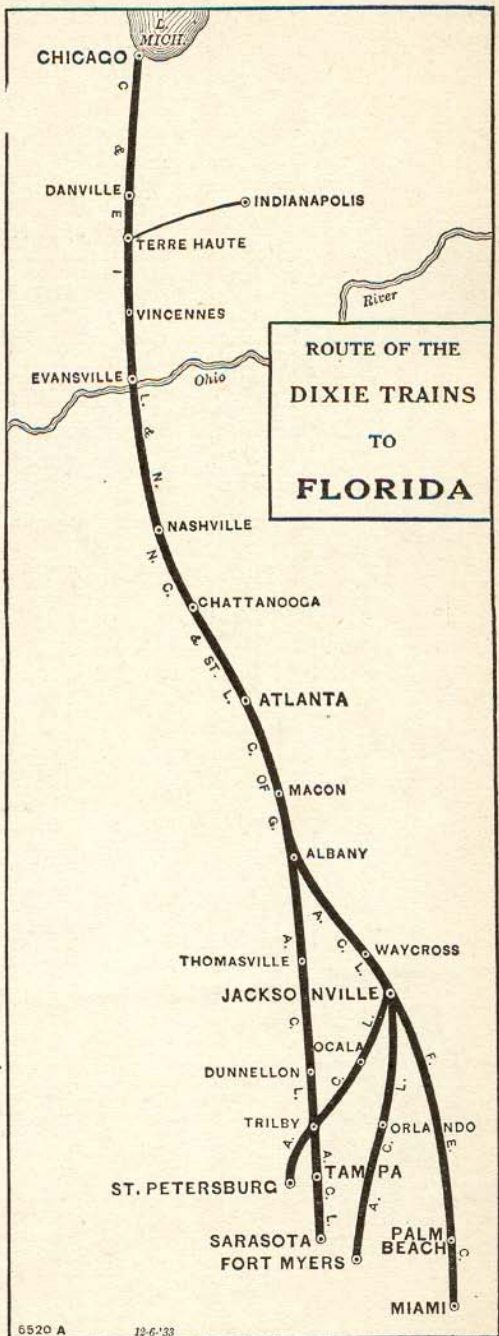 L.
MICH.
CHICAGO
C. & E. I.
DANVILLE
INDIANAPOLIS
TERRE HAUTE
River
VINCENNES
ROUTE OF THE
DIXIE TRAINS
TO
FLORIDA
EVANSVILLE
Ohio
L. & N.
NASHVILLE
N. C. & ST. L.
CHATTANOOGA
ATLANTA
C. OF G.
MACON
ALBANY
A. C. L.
WAYCROSS
THOMASVILLE
A. C. L.
JACKSONVILLE
OCALA
A. C. L.
A. C. L.
F. E. C.
DUNNELLON
TRILBY
ORLANDO
A. C. L.
TAMPA
ST. PETERSBURG
SARASOTA
FORT MYERS
PALM
BEACH
MIAMI
6520 A 12-6-'33